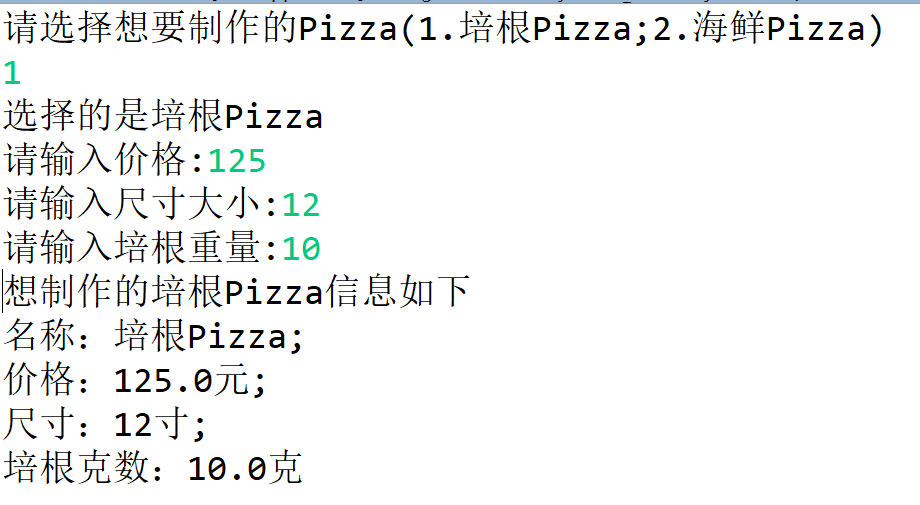 请选择想要制作的Pizza(1.培根Pizza;2.海鲜Pizza)
1
选择的是培根Pizza
请输入价格:125
请输入尺寸大小:12
请输入培根重量:10
想制作的培根Pizza信息如下
名称：培根Pizza;
价格：125.0元;
尺寸：12寸;
培根克数：10.0克